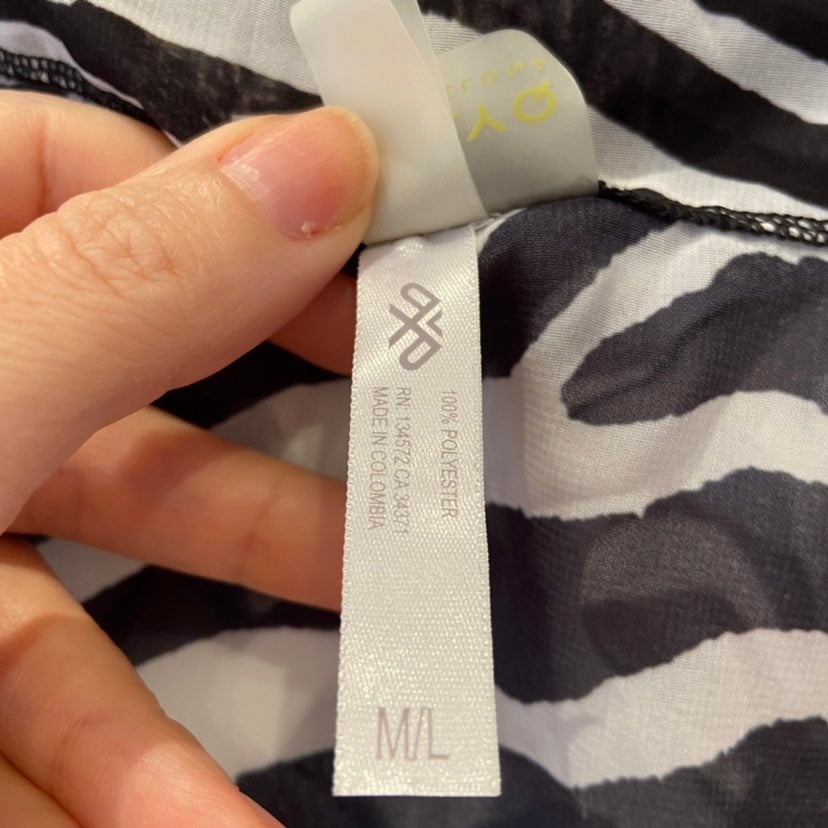 100% POLYESTER
RN: 134572 CA 34371
MADE IN COLOMBIA
M/L